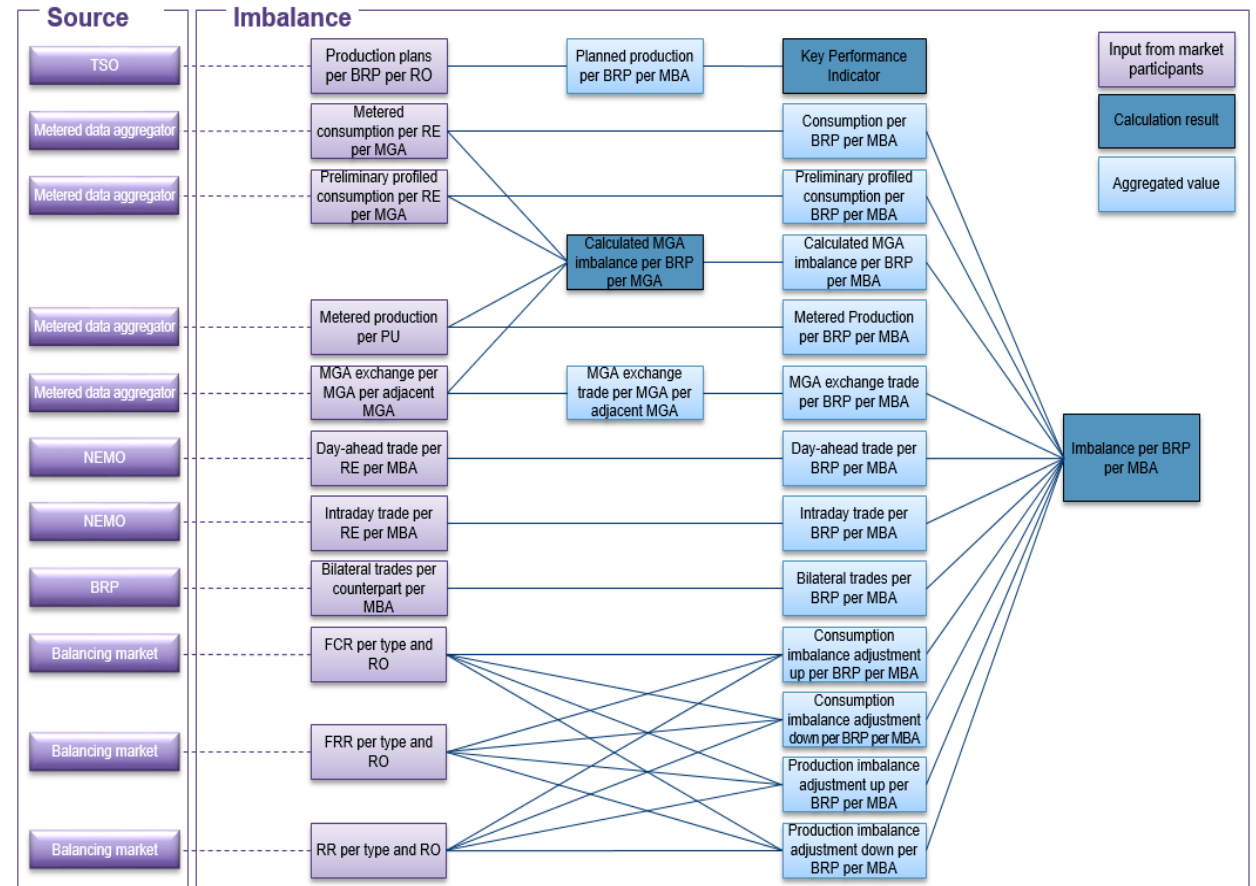 Source
Imbalance
TSO
Production plans
per BRP per RO
Planned production
per BRP per MBA
Key Performance
Indicator
Input from market
participants
Metered data aggregator
Metered
consumption per RE
per MGA
Consumption per
BRP per MBA
Calculation result
Metered data aggregator
Preliminary profiled
consumption per RE
per MGA
Preliminary profiled
consumption per
BRP per MBA
Aggregated value
Calculated MGA
imbalance per BRP
per MGA
Calculated MGA
imbalance per BRP
per MBA
Metered data aggregator
Metered production
per PU
Metered Production
per BRP per MBA
Metered data aggregator
MGA exchange per
MGA per adjacent
MGA
MGA exchange
trade per MGA per
adjacent MGA
MGA exchange trade
per BRP per MBA
Imbalance per BRP
per MBA
NEMO
Day-ahead trade per
RE per MBA
Day-ahead trade per
BRP per MBA
NEMO
Intraday trade per
RE per MBA
Intraday trade per
BRP per MBA
BRP
Bilateral trades per
counterpart per
MBA
Bilateral trades per
BRP per MBA
Balancing market
FCR per type and
RO
Consumption
imbalance adjustment
up per BRP per MBA
Consumption
imbalance adjustment
down per BRP per MBA
Balancing market
FRR per type and
RO
Production imbalance
adjustment up per
BRP per MBA
Balancing market
RR per type and RO
Production imbalance
adjustment down per
BRP per MBA